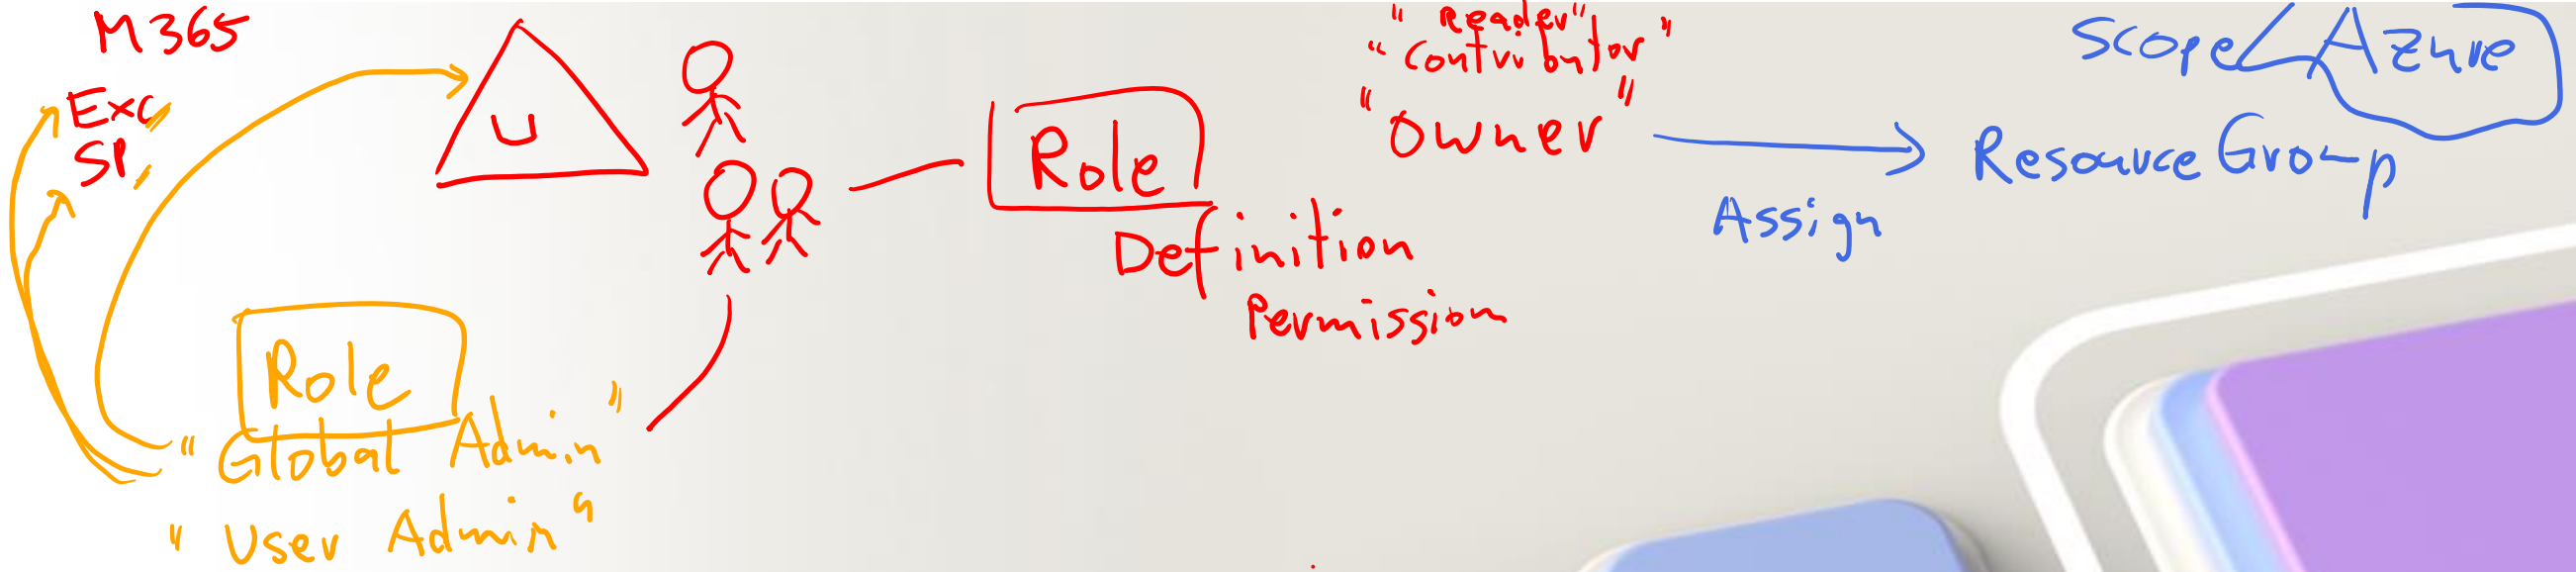 M365
Exc
SP
U
Role
"Global Admin"
"User Admin"
Role
Definition
Permission
"Reader"
"Contributor"
"Owner"
Assign
Scope
Azure
Resource Group